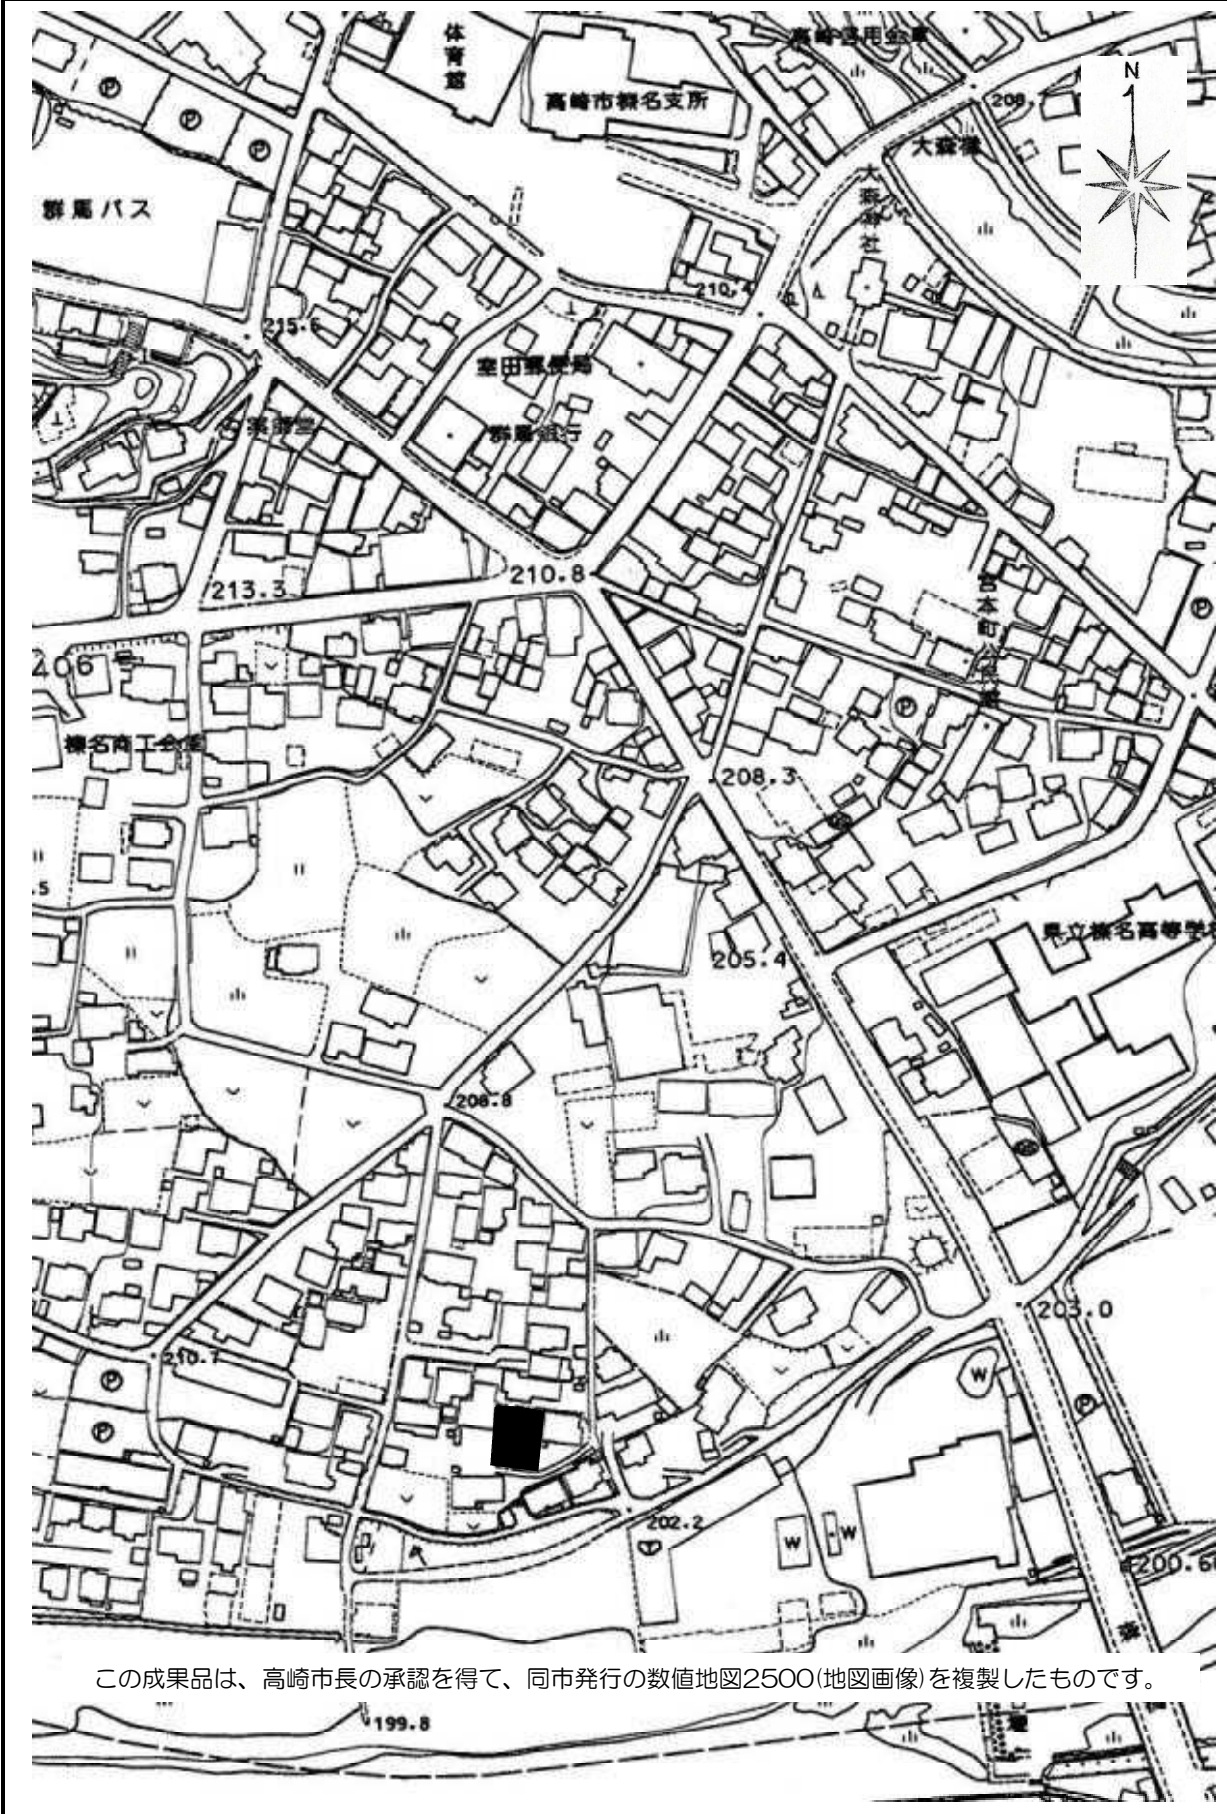 体育館
高崎信用金庫
N
高崎市榛名支所
208.
大森橋
大森神社
群馬バス
210.4
215.6
室田郵便局
群馬銀行
薬師堂
210.8
213.3
宮本町公民館
406号
榛名商工会館
208.3
.5
県立榛名高等学校
205.4
208.8
203.0
210.7
W
202.2
W
W
200.6
この成果品は、高崎市長の承認を得て、同市発行の数値地図2500(地図画像)を複製したものです。
199.8